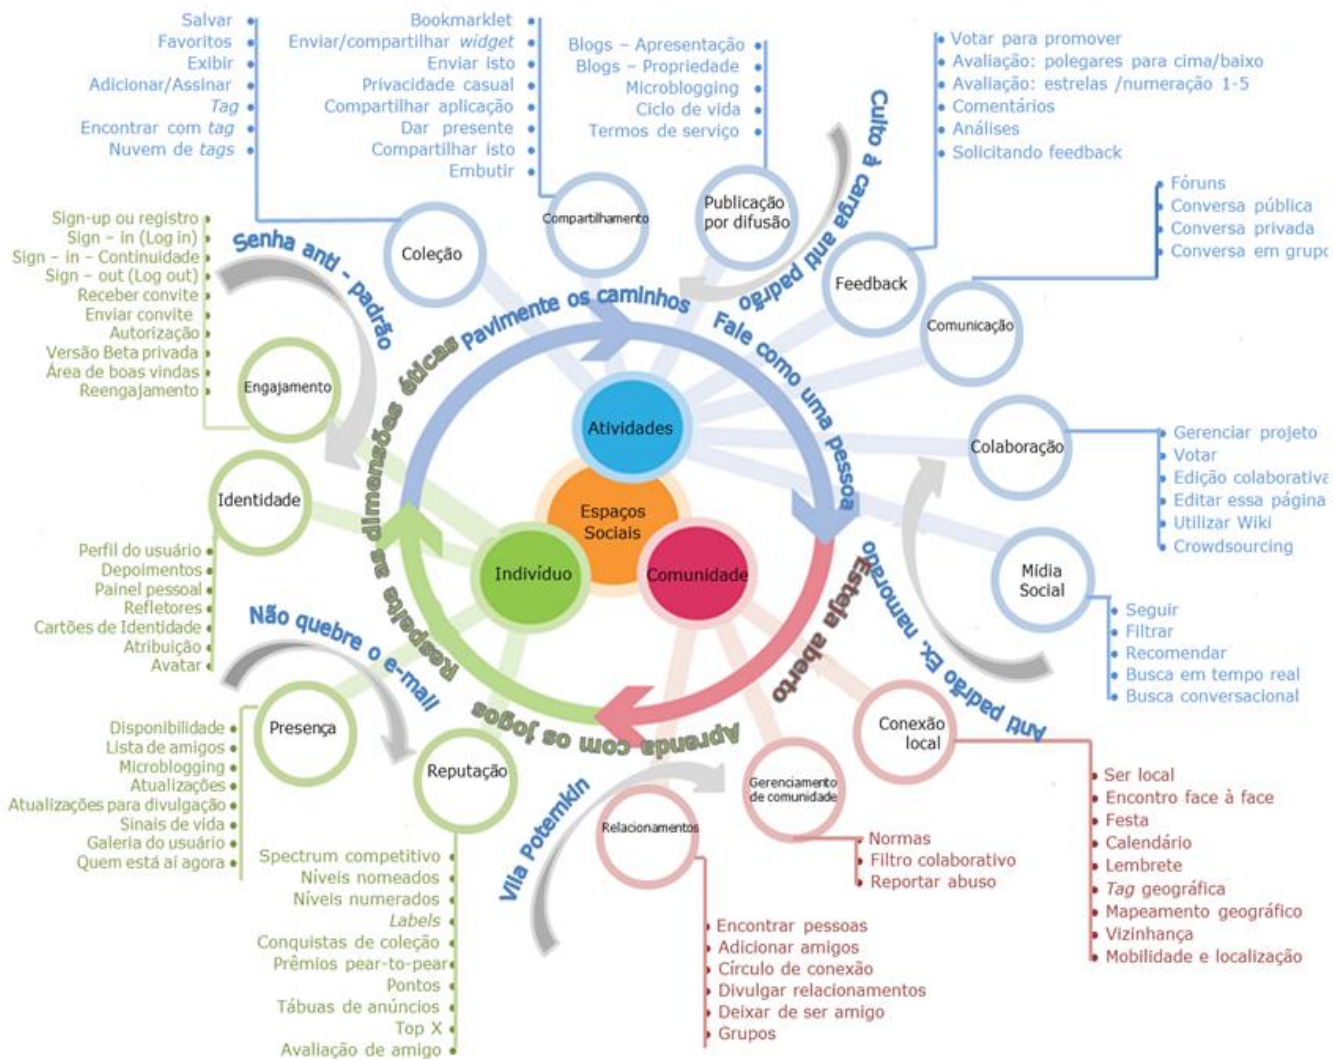 Salvar
Favoritos
Exibir
Adicionar/Assinar
Tag
Encontrar com tag
Nuvem de tags
Coleção
Bookmarklet
Enviar/compartilhar widget
Enviar isto
Privacidade casual
Compartilhar aplicação
Dar presente
Compartilhar isto
Embutir
Compartilhamento
Blogs – Apresentação
Blogs – Propriedade
Microblogging
Ciclo de vida
Termos de serviço
Publicação
por difusão
Votar para promover
Avaliação: polegares para cima/baixo
Avaliação: estrelas /numeração 1-5
Comentários
Análises
Solicitando feedback
Feedback
Fóruns
Conversa pública
Conversa privada
Conversa em grupo
Comunicação
Gerenciar projeto
Votar
Edição colaborativa
Editar essa página
Utilizar Wiki
Crowdsourcing
Colaboração
Mídia
Social
Seguir
Filtrar
Recomendar
Busca em tempo real
Busca conversacional
Sign-up ou registro
Sign – in (Log in)
Sign – in – Continuidade
Sign – out (Log out)
Receber convite
Enviar convite
Autorização
Versão Beta privada
Área de boas vindas
Reengajamento
Engajamento
Identidade
Perfil do usuário
Depoimentos
Painel pessoal
Refletores
Cartões de Identidade
Atribuição
Avatar
Presença
Disponibilidade
Lista de amigos
Microblogging
Atualizações
Atualizações para divulgação
Sinais de vida
Galeria do usuário
Quem está aí agora
Reputação
Spectrum competitivo
Níveis nomeados
Níveis numerados
Labels
Conquistas de coleção
Prêmios pear-to-pear
Pontos
Tábuas de anúncios
Top X
Avaliação de amigo
Relacionamentos
Encontrar pessoas
Adicionar amigos
Círculo de conexão
Divulgar relacionamentos
Deixar de ser amigo
Grupos
Gerenciamento
de comunidade
Normas
Filtro colaborativo
Reportar abuso
Conexão
local
Ser local
Encontro face à face
Festa
Calendário
Lembrete
Tag geográfica
Mapeamento geográfico
Vizinhança
Mobilidade e localização
Atividades
Espaços
Sociais
Indivíduo
Comunidade
Senha anti - padrão
Pavimente os caminhos
Culto à carga anti padrão
Fale como uma pessoa
Anti padrão Ex. namorado
Esteja aberto
Aprenda com os jogos
Respeite as dimensões éticas
Não quebre o e-mail
Vila Potemkin